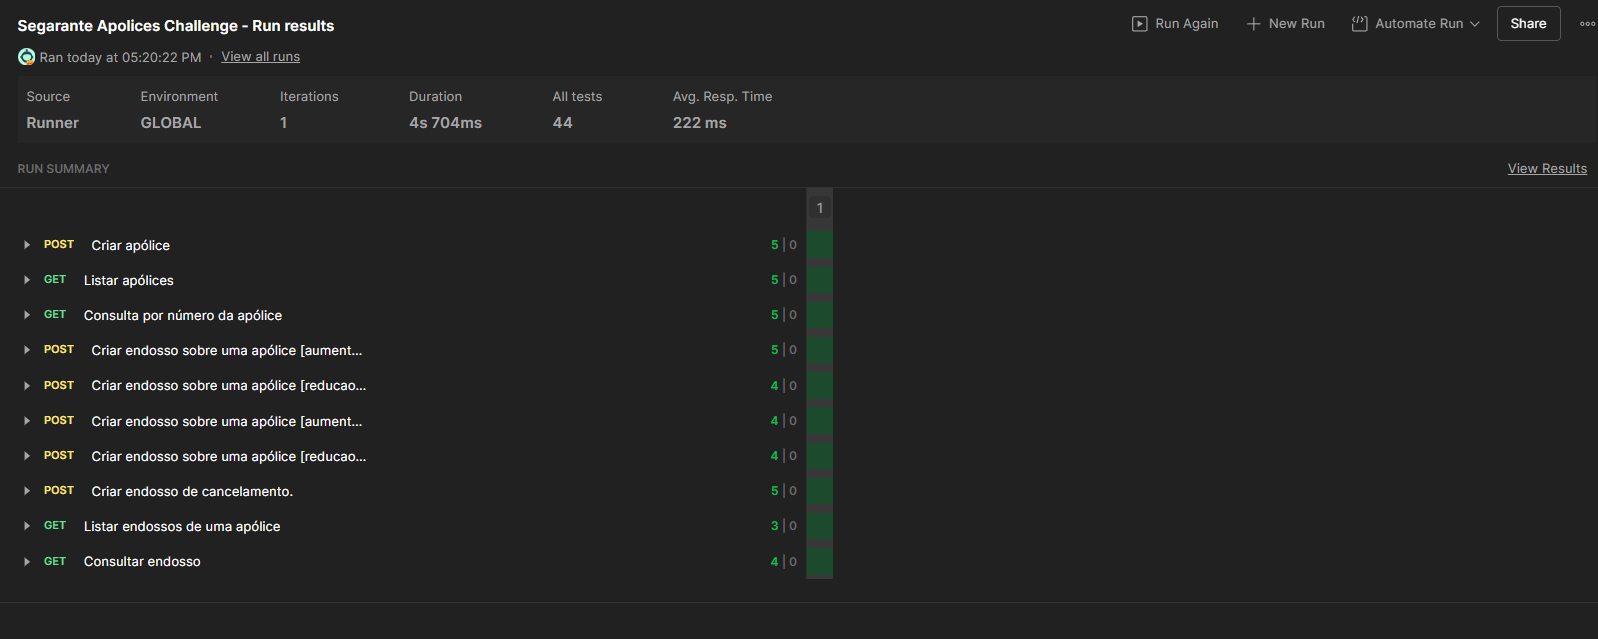 Segarante Apolices Challenge - Run results
Run Again
New Run
Automate Run
Share
Ran today at 05:20:22 PM · View all runs
Source Environment Iterations Duration All tests Avg. Resp. Time
Runner GLOBAL 1 4s 704ms 44 222 ms
RUN SUMMARY
View Results
1
POST Criar apólice 5 | 0
GET Listar apólices 5 | 0
GET Consulta por número da apólice 5 | 0
POST Criar endosso sobre uma apólice [aument... 5 | 0
POST Criar endosso sobre uma apólice [reducao... 4 | 0
POST Criar endosso sobre uma apólice [aument... 4 | 0
POST Criar endosso sobre uma apólice [reducao... 4 | 0
POST Criar endosso de cancelamento. 5 | 0
GET Listar endossos de uma apólice 3 | 0
GET Consultar endosso 4 | 0